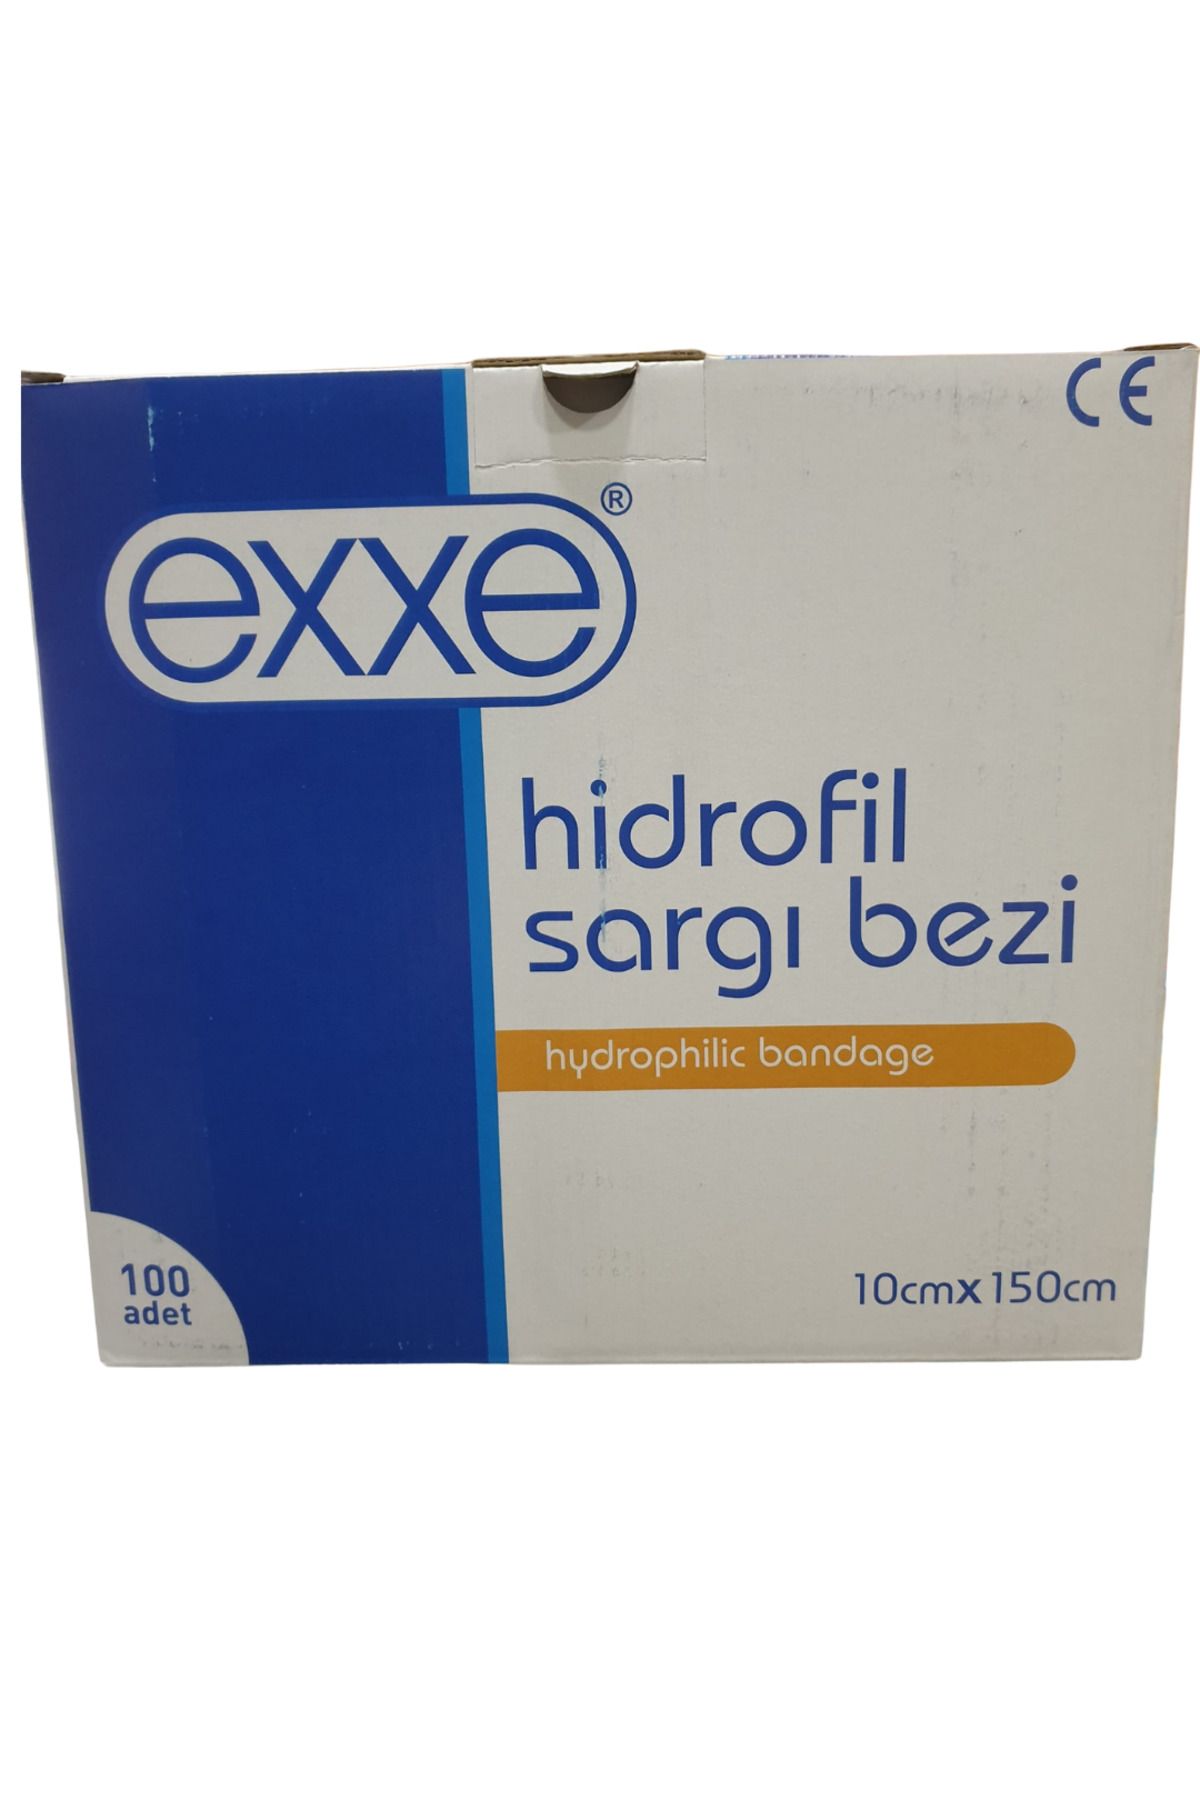 CE
exxe®
hidrofil
sargı bezi
hydrophilic bandage
100
adet
10cmx150cm